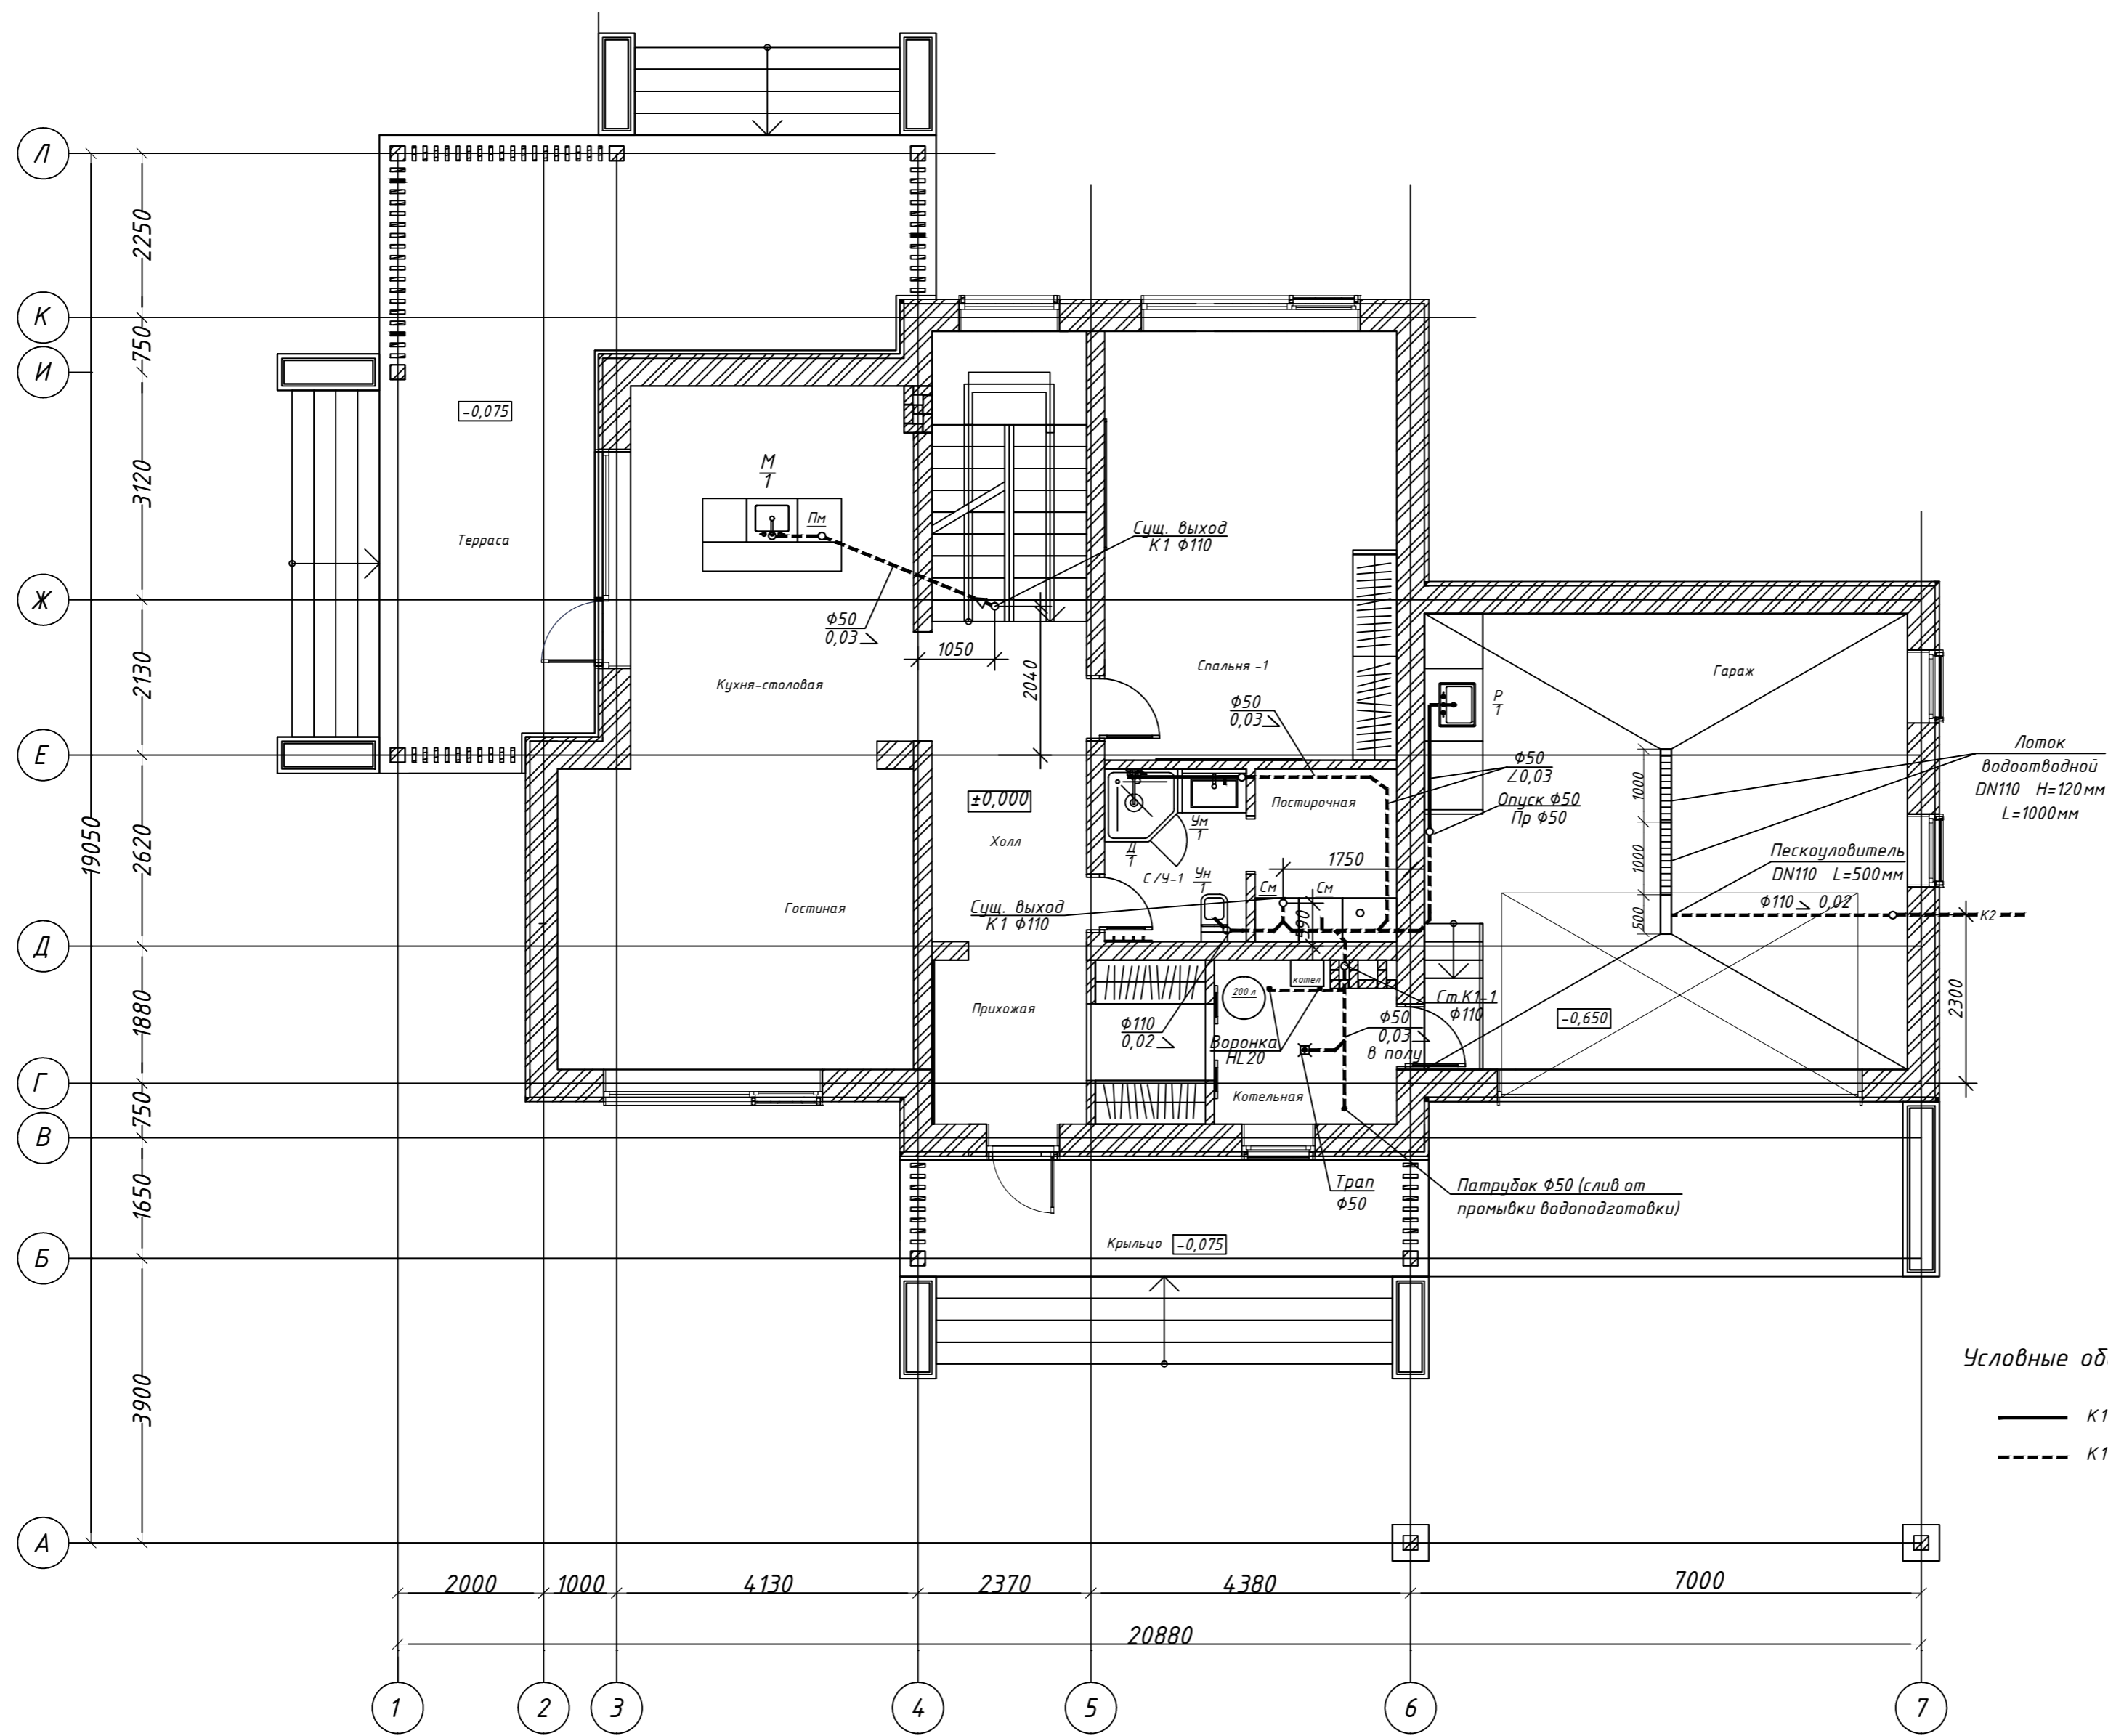 Л
2250
К
750
И
-0,075
3120
М
1
Пм
Сущ. выход
К1 Ф110
Терраса
Ж
Ф50
0,03
1050
2040
2130
Кухня-столовая
Спальня -1
Гараж
Ф50
0,03
Р
1
Е
Лоток
водоотводной
DN110 H=120мм
L=1000мм
Ф50
∠0,03
Опуск Ф50
Пр Ф50
1000
±0,000
Постирочная
Ум
1
19050
2620
Холл
Д
1
С/У-1
Ун
1
1750
1000
Пескоуловитель
DN110 L=500мм
См
См
Гостиная
Сущ. выход
К1 Ф110
590
Ф110 0,02
500
К2
Д
котел
200 л
1880
Прихожая
Ст.К1-1
Ф110
-0,650
2300
Ф110
0,02
Воронка
HL20
Ф50
0,03
в полу
Г
750
Котельная
В
1650
Трап
Ф50
Патрубок Ф50 (слив от
промывки водоподготовки)
Крыльцо
-0,075
Б
3900
Условные об
К1
К1
А
2000
1000
4130
2370
4380
7000
20880
1
2
3
4
5
6
7